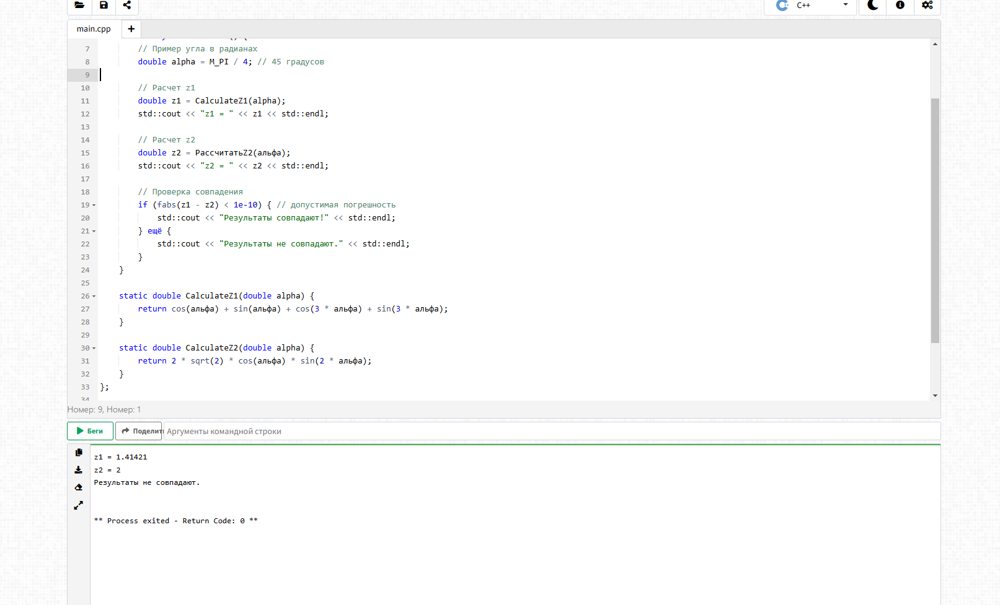 C++
main.cpp +
7 // Пример угла в радианах
8 double alpha = M_PI / 4; // 45 градусов
9
10 // Расчет z1
11 double z1 = CalculateZ1(alpha);
12 std::cout << "z1 = " << z1 << std::endl;
13
14 // Расчет z2
15 double z2 = РассчитатьZ2(альфа);
16 std::cout << "z2 = " << z2 << std::endl;
17
18 // Проверка совпадения
19 if (fabs(z1 - z2) < 1e-10) { // допустимая погрешность
20 std::cout << "Результаты совпадают!" << std::endl;
21 } ещё {
22 std::cout << "Результаты не совпадают." << std::endl;
23 }
24 }
25
26 static double CalculateZ1(double alpha) {
27 return cos(альфа) + sin(альфа) + cos(3 * альфа) + sin(3 * альфа);
28 }
29
30 static double CalculateZ2(double alpha) {
31 return 2 * sqrt(2) * cos(альфа) * sin(2 * альфа);
32 }
33 };
34
Номер: 9, Номер: 1
Беги Поделит Аргументы командной строки
z1 = 1.41421
z2 = 2
Результаты не совпадают.
** Process exited - Return Code: 0 **